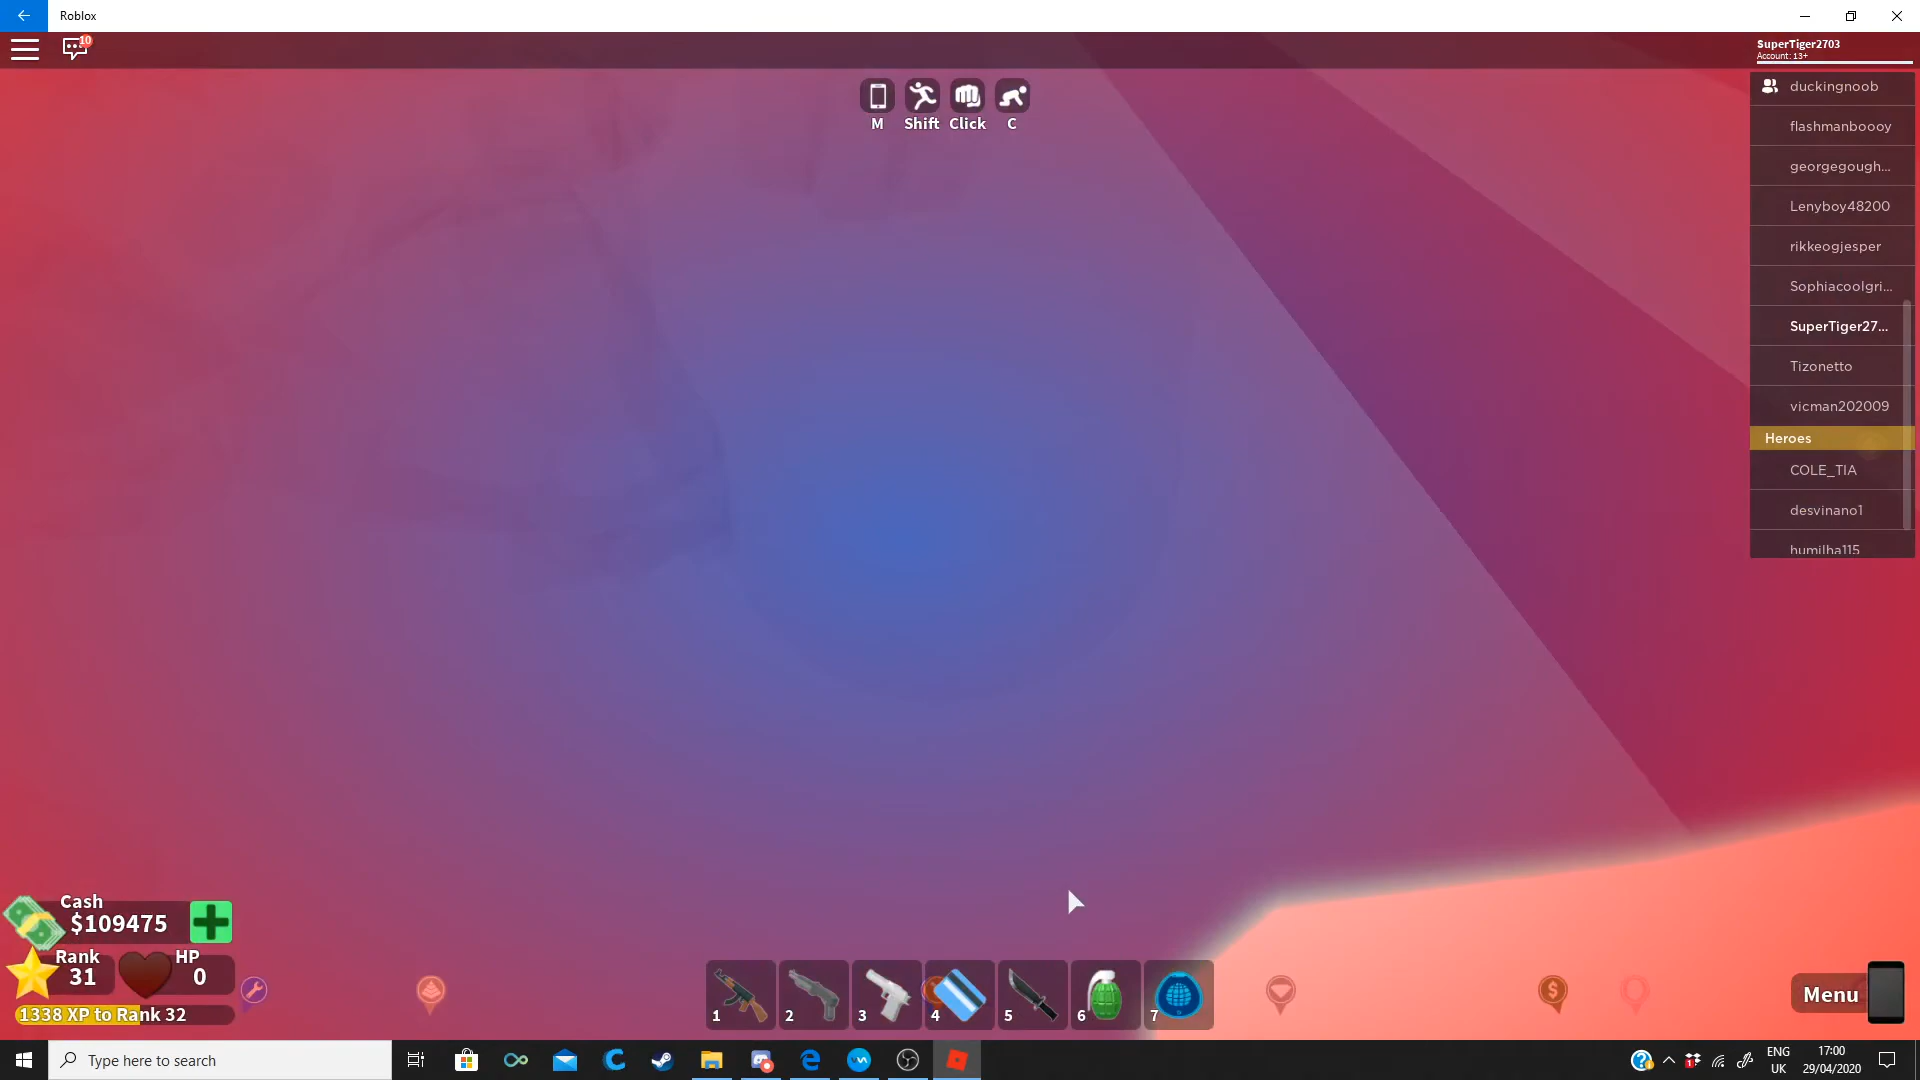 Roblox
10
SuperTiger2703
Account: 13+
M Shift Click C
duckingnoob
flashmanboooy
georgegough...
Lenyboy48200
rikkeogjesper
Sophiacoolgri...
SuperTiger27...
Tizonetto
vicman202009
Heroes
COLE_TIA
desvinano1
humilha115
Cash
$109475
Rank
31
HP
0
1338 XP to Rank 32
1 2 3 4 5 6 7
Menu
Type here to search
ENG
UK
17:00
29/04/2020